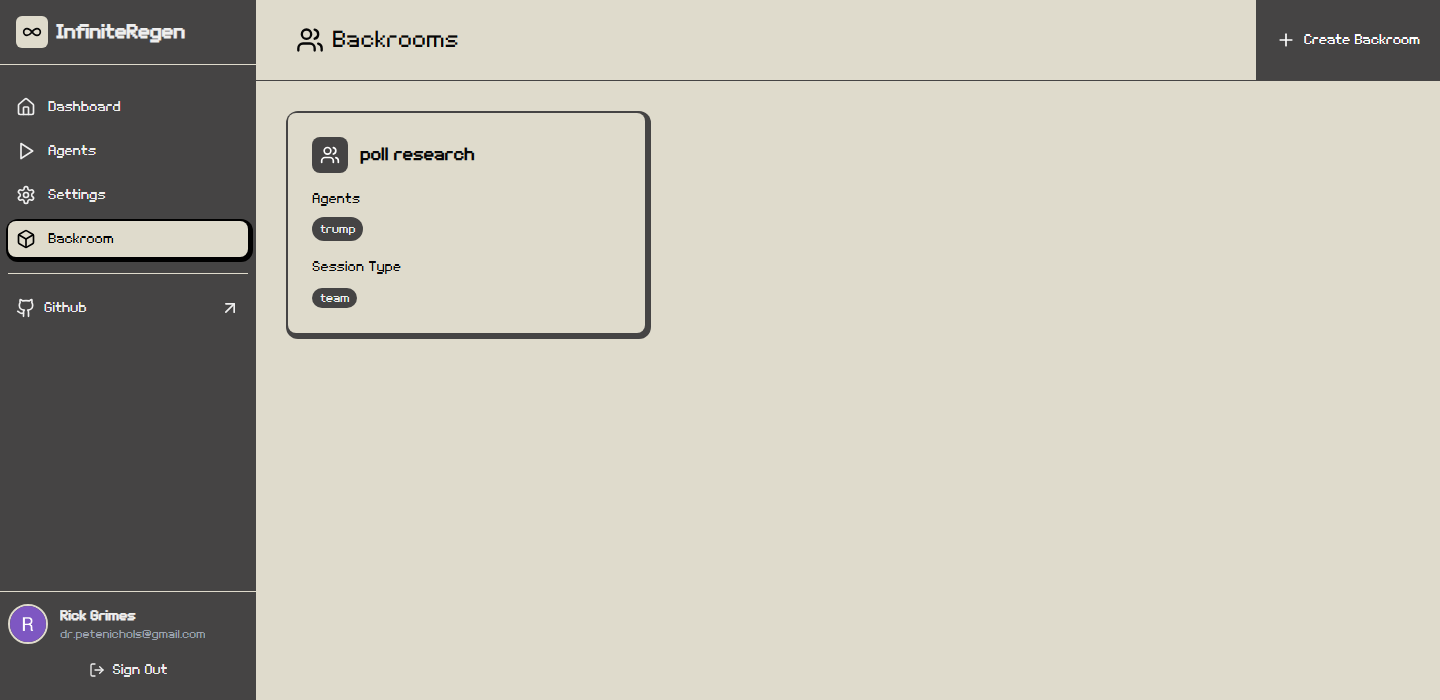 InfiniteRegen
Dashboard
Agents
Settings
Backroom
Github
Rick Grimes
dr.petenichols@gmail.com
Sign Out
Backrooms
Create Backroom
poll research
Agents
trump
Session Type
team